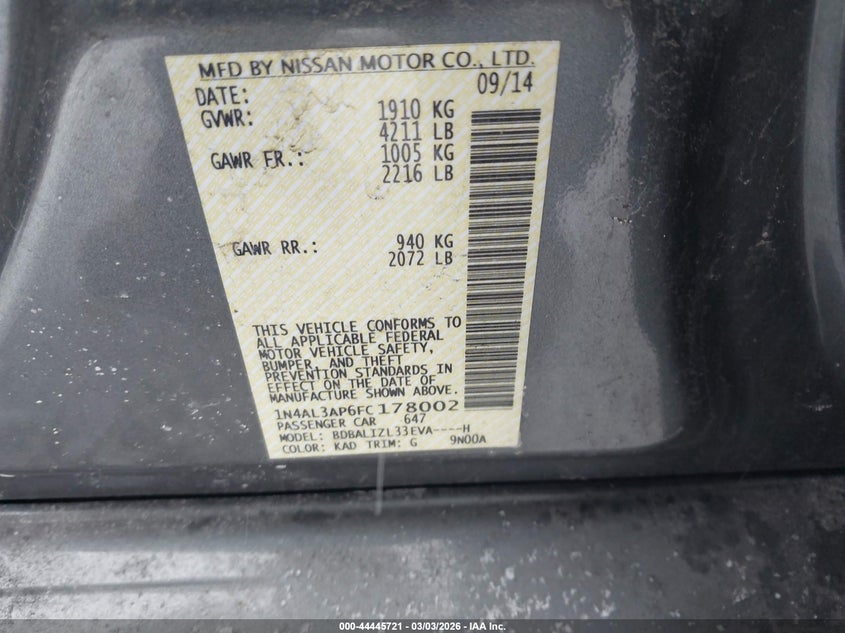 MFD BY NISSAN MOTOR CO., LTD.
DATE: 09/14
GVWR: 1910 KG
4211 LB
GAWR FR.: 1005 KG
2216 LB
GAWR RR.: 940 KG
2072 LB
THIS VEHICLE CONFORMS TO
ALL APPLICABLE FEDERAL
MOTOR VEHICLE SAFETY,
BUMPER, AND THEFT
PREVENTION STANDARDS IN
EFFECT ON THE DATE OF
MANUFACTURE SHOWN ABOVE.
1N4AL3AP6FC178002
PASSENGER CAR 647
MODEL: BDBALIZL33EVA----H
COLOR: KAD TRIM: G 9N00A
000-44445721 - 03/03/2026 - IAA Inc.